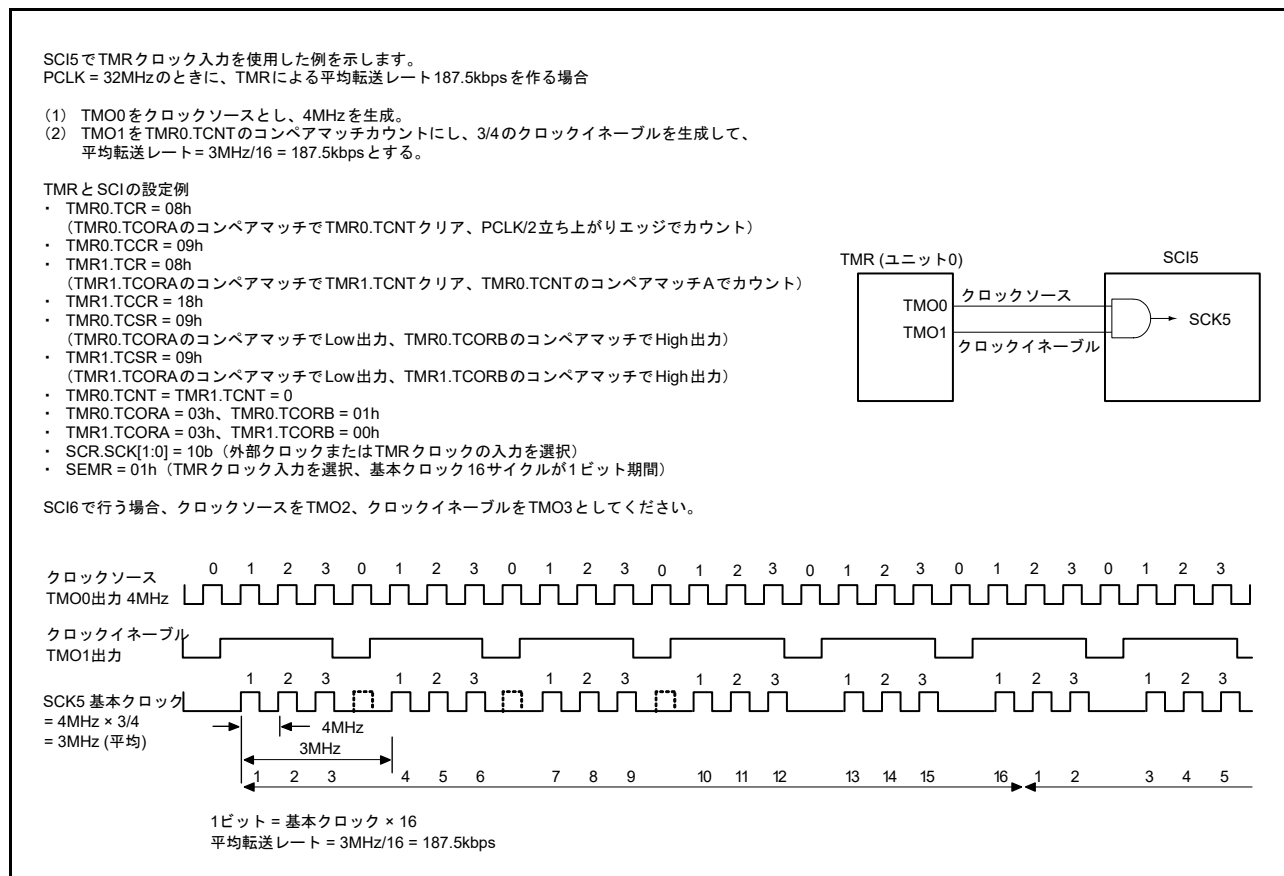 SCI5でTMRクロック入力を使用した例を示します。
PCLK = 32MHzのときに、TMRによる平均転送レート187.5kbpsを作る場合
(1) TMO0をクロックソースとし、4MHzを生成。
(2) TMO1をTMR0.TCNTのコンペアマッチカウントにし、3/4のクロックイネーブルを生成して、
平均転送レート= 3MHz/16 = 187.5kbpsとする。
TMRとSCIの設定例
・ TMR0.TCR = 08h
(TMR0.TCORAのコンペアマッチでTMR0.TCNTクリア、PCLK/2立ち上がりエッジでカウント)
・ TMR0.TCCR = 09h
・ TMR1.TCR = 08h
(TMR1.TCORAのコンペアマッチでTMR1.TCNTクリア、TMR0.TCNTのコンペアマッチAでカウント)
・ TMR1.TCCR = 18h
・ TMR0.TCSR = 09h
(TMR0.TCORAのコンペアマッチでLow出力、TMR0.TCORBのコンペアマッチでHigh出力)
・ TMR1.TCSR = 09h
(TMR1.TCORAのコンペアマッチでLow出力、TMR1.TCORBのコンペアマッチでHigh出力)
・ TMR0.TCNT = TMR1.TCNT = 0
・ TMR0.TCORA = 03h、TMR0.TCORB = 01h
・ TMR1.TCORA = 03h、TMR1.TCORB = 00h
・ SCR.SCK[1:0] = 10b(外部クロックまたはTMRクロックの入力を選択)
・ SEMR = 01h(TMRクロック入力を選択、基本クロック16サイクルが1ビット期間)
SCI6で行う場合、クロックソースをTMO2、クロックイネーブルをTMO3としてください。
TMR (ユニット0)
SCI5
TMO0
クロックソース
SCK5
TMO1
クロックイネーブル
0 1 2 3 0 1 2 3 0 1 2 3 0 1 2 3 0 1 2 3 0 1 2 3 0 1 2 3
クロックソース
TMO0出力 4MHz
クロックイネーブル
TMO1出力
1 2 3 1 2 3 1 2 3 1 2 3 1 2 3 1 2 3 1 2 3
SCK5 基本クロック
= 4MHz × 3/4
= 3MHz (平均)
4MHz
3MHz
1 2 3 4 5 6 7 8 9 10 11 12 13 14 15 16 1 2 3 4 5
1ビット = 基本クロック × 16
平均転送レート = 3MHz/16 = 187.5kbps